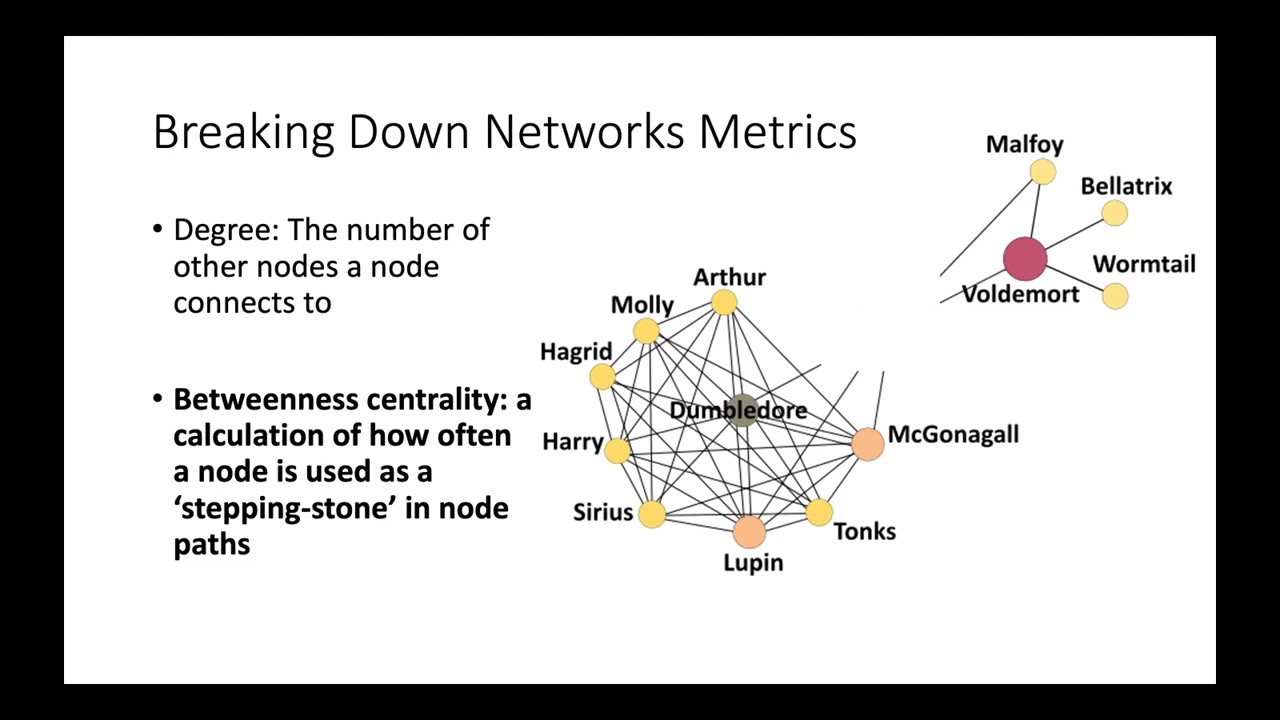 Breaking Down Networks Metrics
• Degree: The number of
other nodes a node
connects to
• Betweenness centrality: a
calculation of how often
a node is used as a
‘stepping-stone’ in node
paths
Malfoy
Bellatrix
Wormtail
Voldemort
Arthur
Molly
Hagrid
Dumbledore
McGonagall
Harry
Sirius
Tonks
Lupin